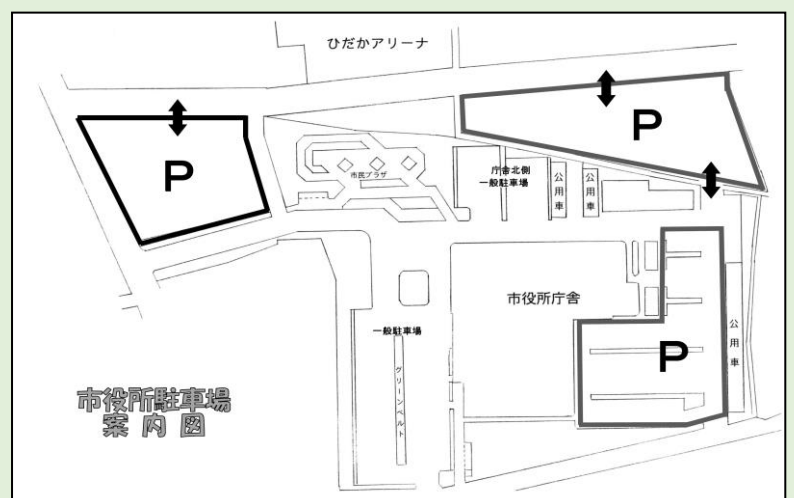 ひだかアリーナ
P
P
市民プラザ
庁舎北側
一般駐車場
公用車
公用車
市役所庁舎
一般駐車場
グリーンベルト
P
公用車
市役所駐車場
案内図